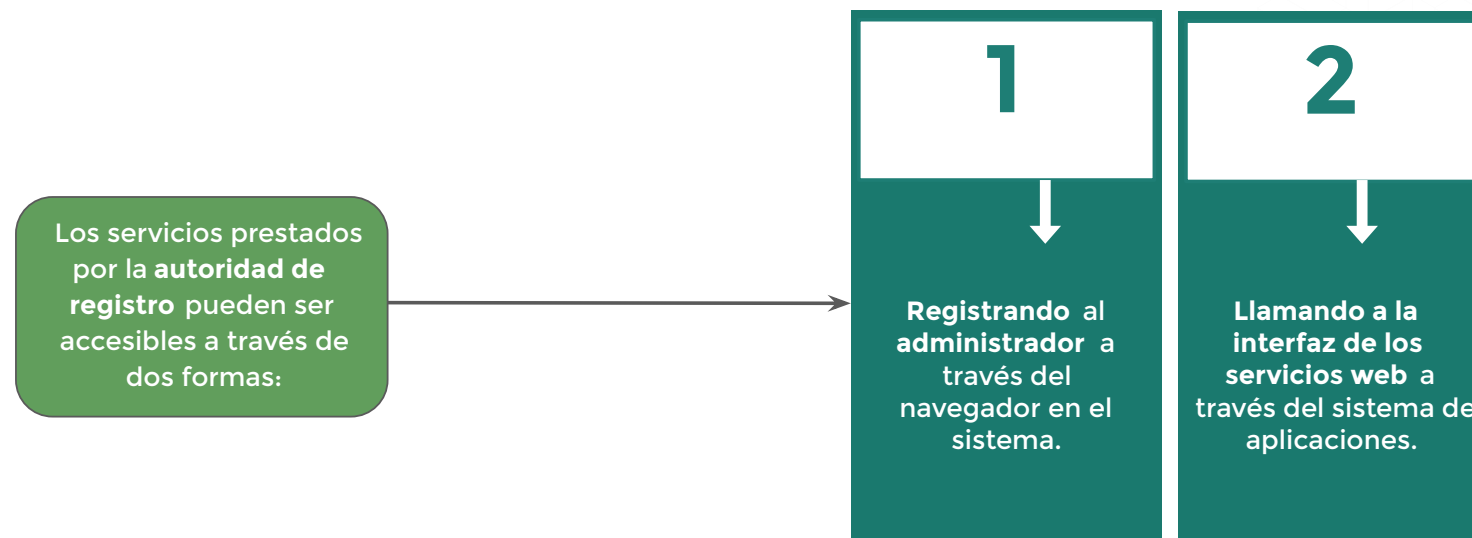 Los servicios prestados
por la autoridad de
registro pueden ser
accesibles a través de
dos formas:
1
Registrando al
administrador a
través del
navegador en el
sistema.
2
Llamando a la
interfaz de los
servicios web a
través del sistema de
aplicaciones.